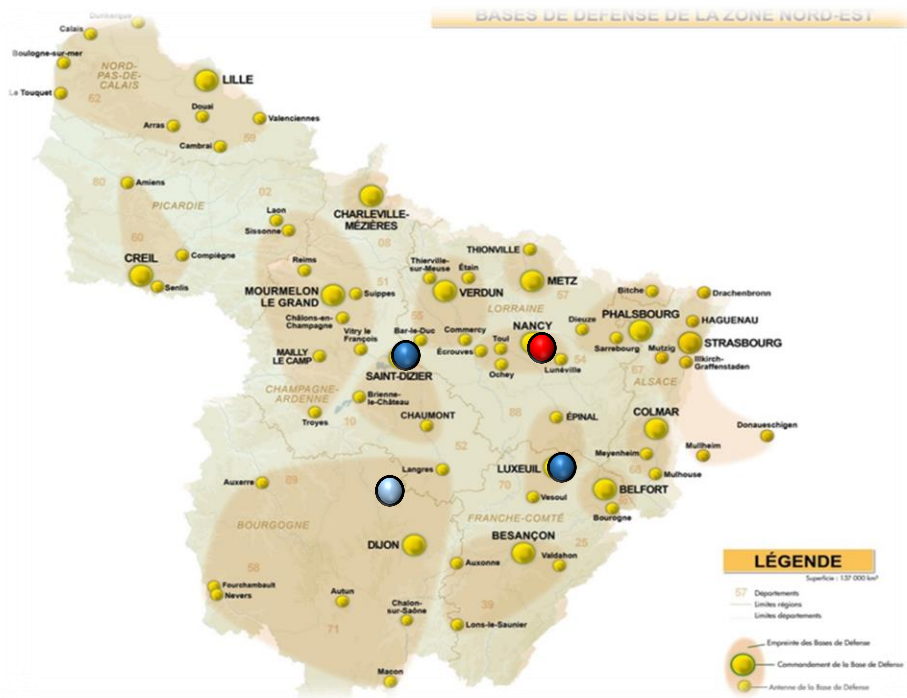 BASES DE DÉFENSE DE LA ZONE NORD-EST
Dunkerque
Calais
Boulogne-sur-mer
NORD-
PAS-DE-
CALAIS
LILLE
Le Touquet
62
Douai
Arras
Valenciennes
59
Cambrai
80
Amiens
02
PICARDIE
CHARLEVILLE-
MÉZIÈRES
Laon
Sissonne
60
08
CREIL
Compiègne
Reims
Thierville-
sur-Meuse
Étain
THIONVILLE
METZ
Senlis
51
MOURMELON
LE GRAND
Suippes
VERDUN
57
Bitche
Drachenbronn
LORRAINE
Châlons-en-
Champagne
55
PHALSBOURG
HAGUENAU
Vitry le
François
Bar-le-Duc
Commercy
NANCY
Dieuze
Toul
Sarrebourg
STRASBOURG
MAILLY
LE CAMP
Écrouves
54
Mutzig
Illkirch-
Graffenstaden
SAINT-DIZIER
Ochey
Lunéville
67
ALSACE
CHAMPAGNE-
ARDENNE
Brienne-
le-Château
Troyes
10
CHAUMONT
88
ÉPINAL
COLMAR
Donaueschigen
52
Meyenheim
Mullheim
Langres
LUXEUIL
68
Mulhouse
Auxerre
89
70
BELFORT
Vesoul
Bourogne
BOURGOGNE
FRANCHE-COMTÉ
DIJON
BESANÇON
25
Valdahon
Auxonne
58
Fourchambault
Nevers
Autun
Chalon-
sur-Saône
39
71
Lons-le-Saunier
Macon
LÉGENDE
Superficie : 137 000 km²
57 Départements
Limites régions
Limites départements
Empreinte des Bases de Défense
Commandement de la Base de Défense
Antenne de la Base de Défense